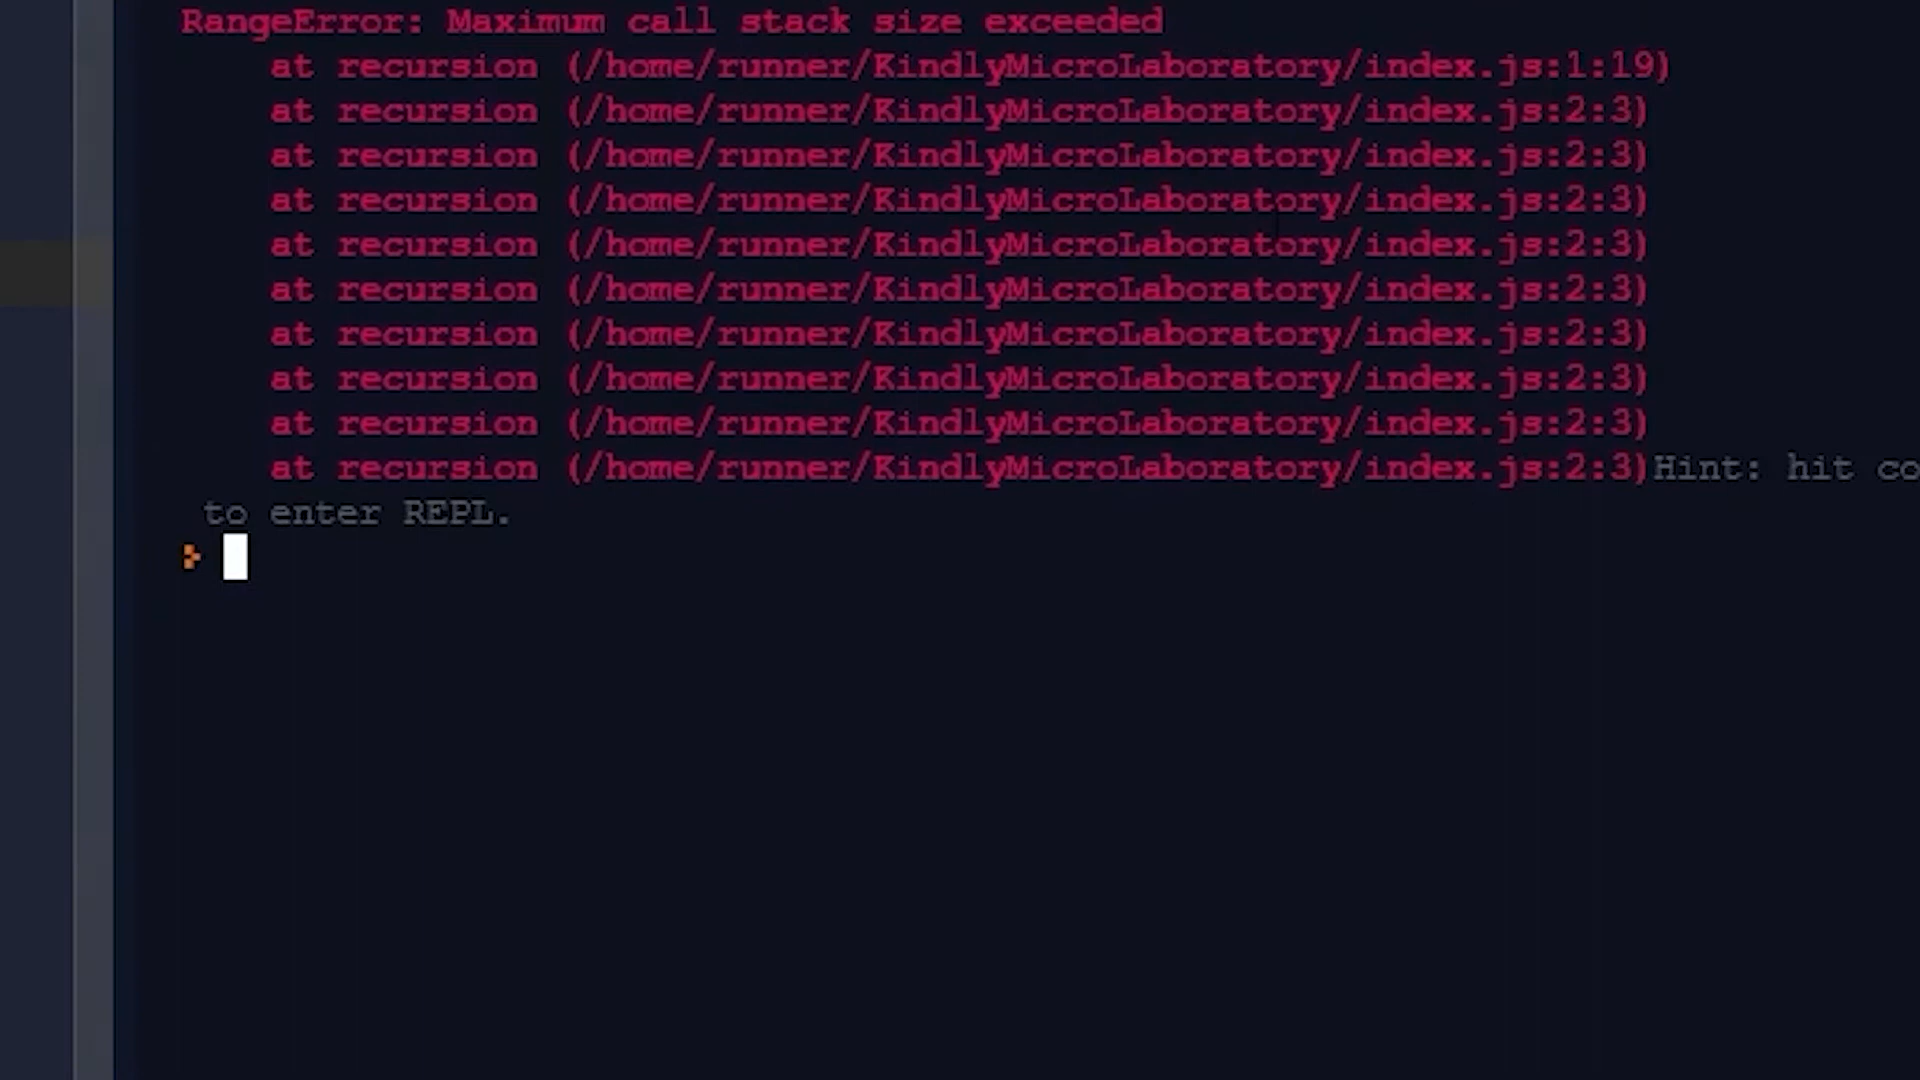 RangeError: Maximum call stack size exceeded
at recursion (/home/runner/KindlyMicroLaboratory/index.js:1:19)
at recursion (/home/runner/KindlyMicroLaboratory/index.js:2:3)
at recursion (/home/runner/KindlyMicroLaboratory/index.js:2:3)
at recursion (/home/runner/KindlyMicroLaboratory/index.js:2:3)
at recursion (/home/runner/KindlyMicroLaboratory/index.js:2:3)
at recursion (/home/runner/KindlyMicroLaboratory/index.js:2:3)
at recursion (/home/runner/KindlyMicroLaboratory/index.js:2:3)
at recursion (/home/runner/KindlyMicroLaboratory/index.js:2:3)
at recursion (/home/runner/KindlyMicroLaboratory/index.js:2:3)
at recursion (/home/runner/KindlyMicroLaboratory/index.js:2:3)Hint: hit co
to enter REPL.